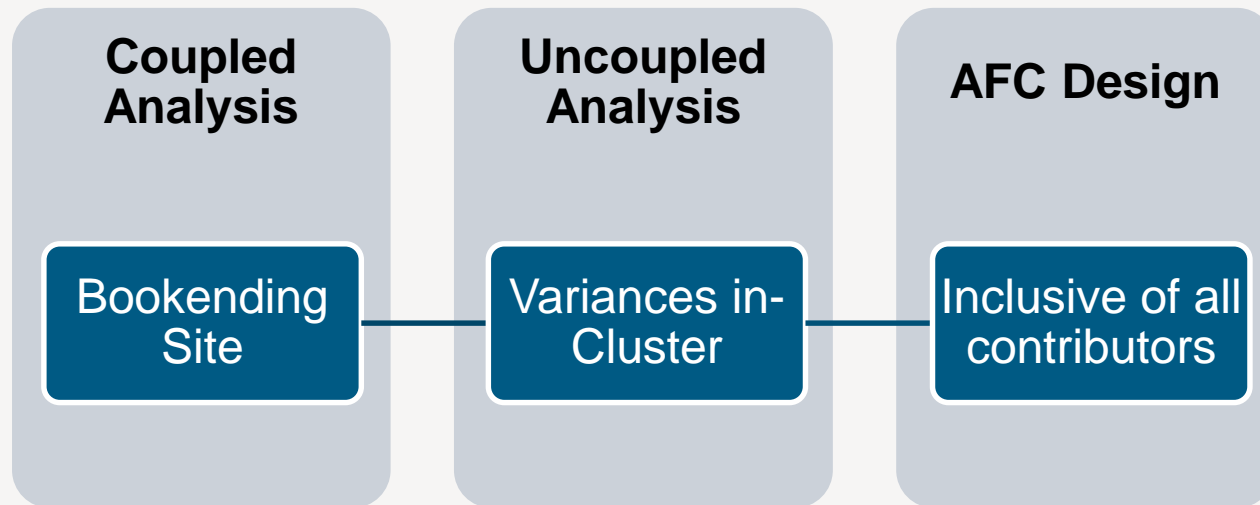 Coupled
Analysis
Bookending
Site
Uncoupled
Analysis
Variances in-
Cluster
AFC Design
Inclusive of all
contributors